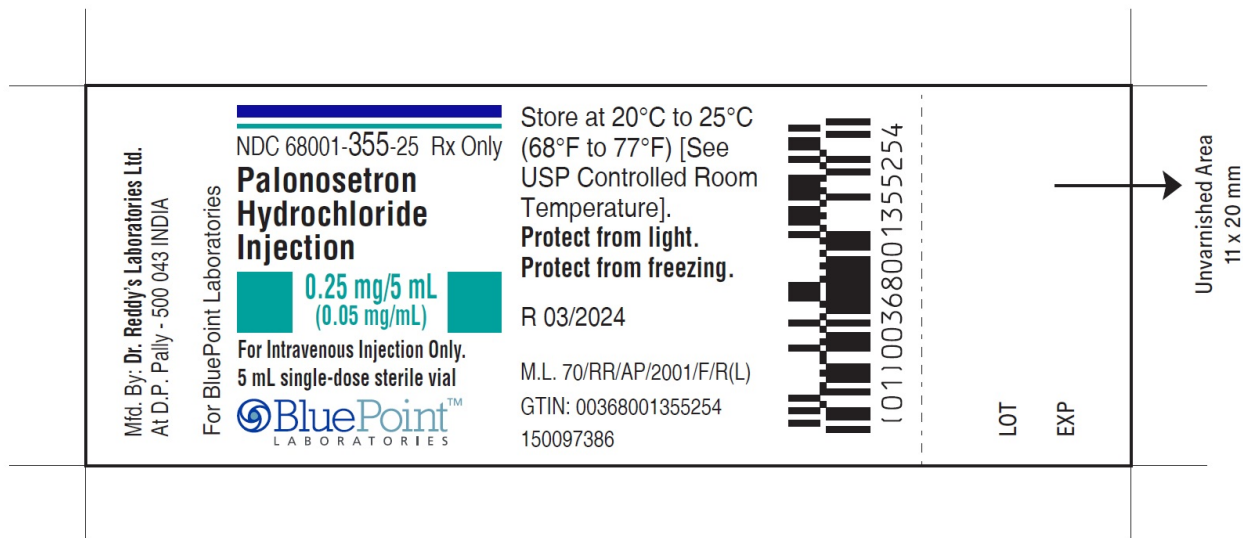 Mfd. By: Dr. Reddy's Laboratories Ltd.
At D.P. Pally - 500 043 INDIA
For BluePoint Laboratories
NDC 68001-355-25 Rx Only
Palonosetron
Hydrochloride
Injection
0.25 mg/5 mL
(0.05 mg/mL)
For Intravenous Injection Only.
5 mL single-dose sterile vial
BluePoint™
LABORATORIES
Store at 20°C to 25°C
(68°F to 77°F) [See
USP Controlled Room
Temperature].
Protect from light.
Protect from freezing.
R 03/2024
M.L. 70/RR/AP/2001/F/R(L)
GTIN: 00368001355254
150097386
(01)00368001355254
LOT
EXP
Unvarnished Area
11 x 20 mm